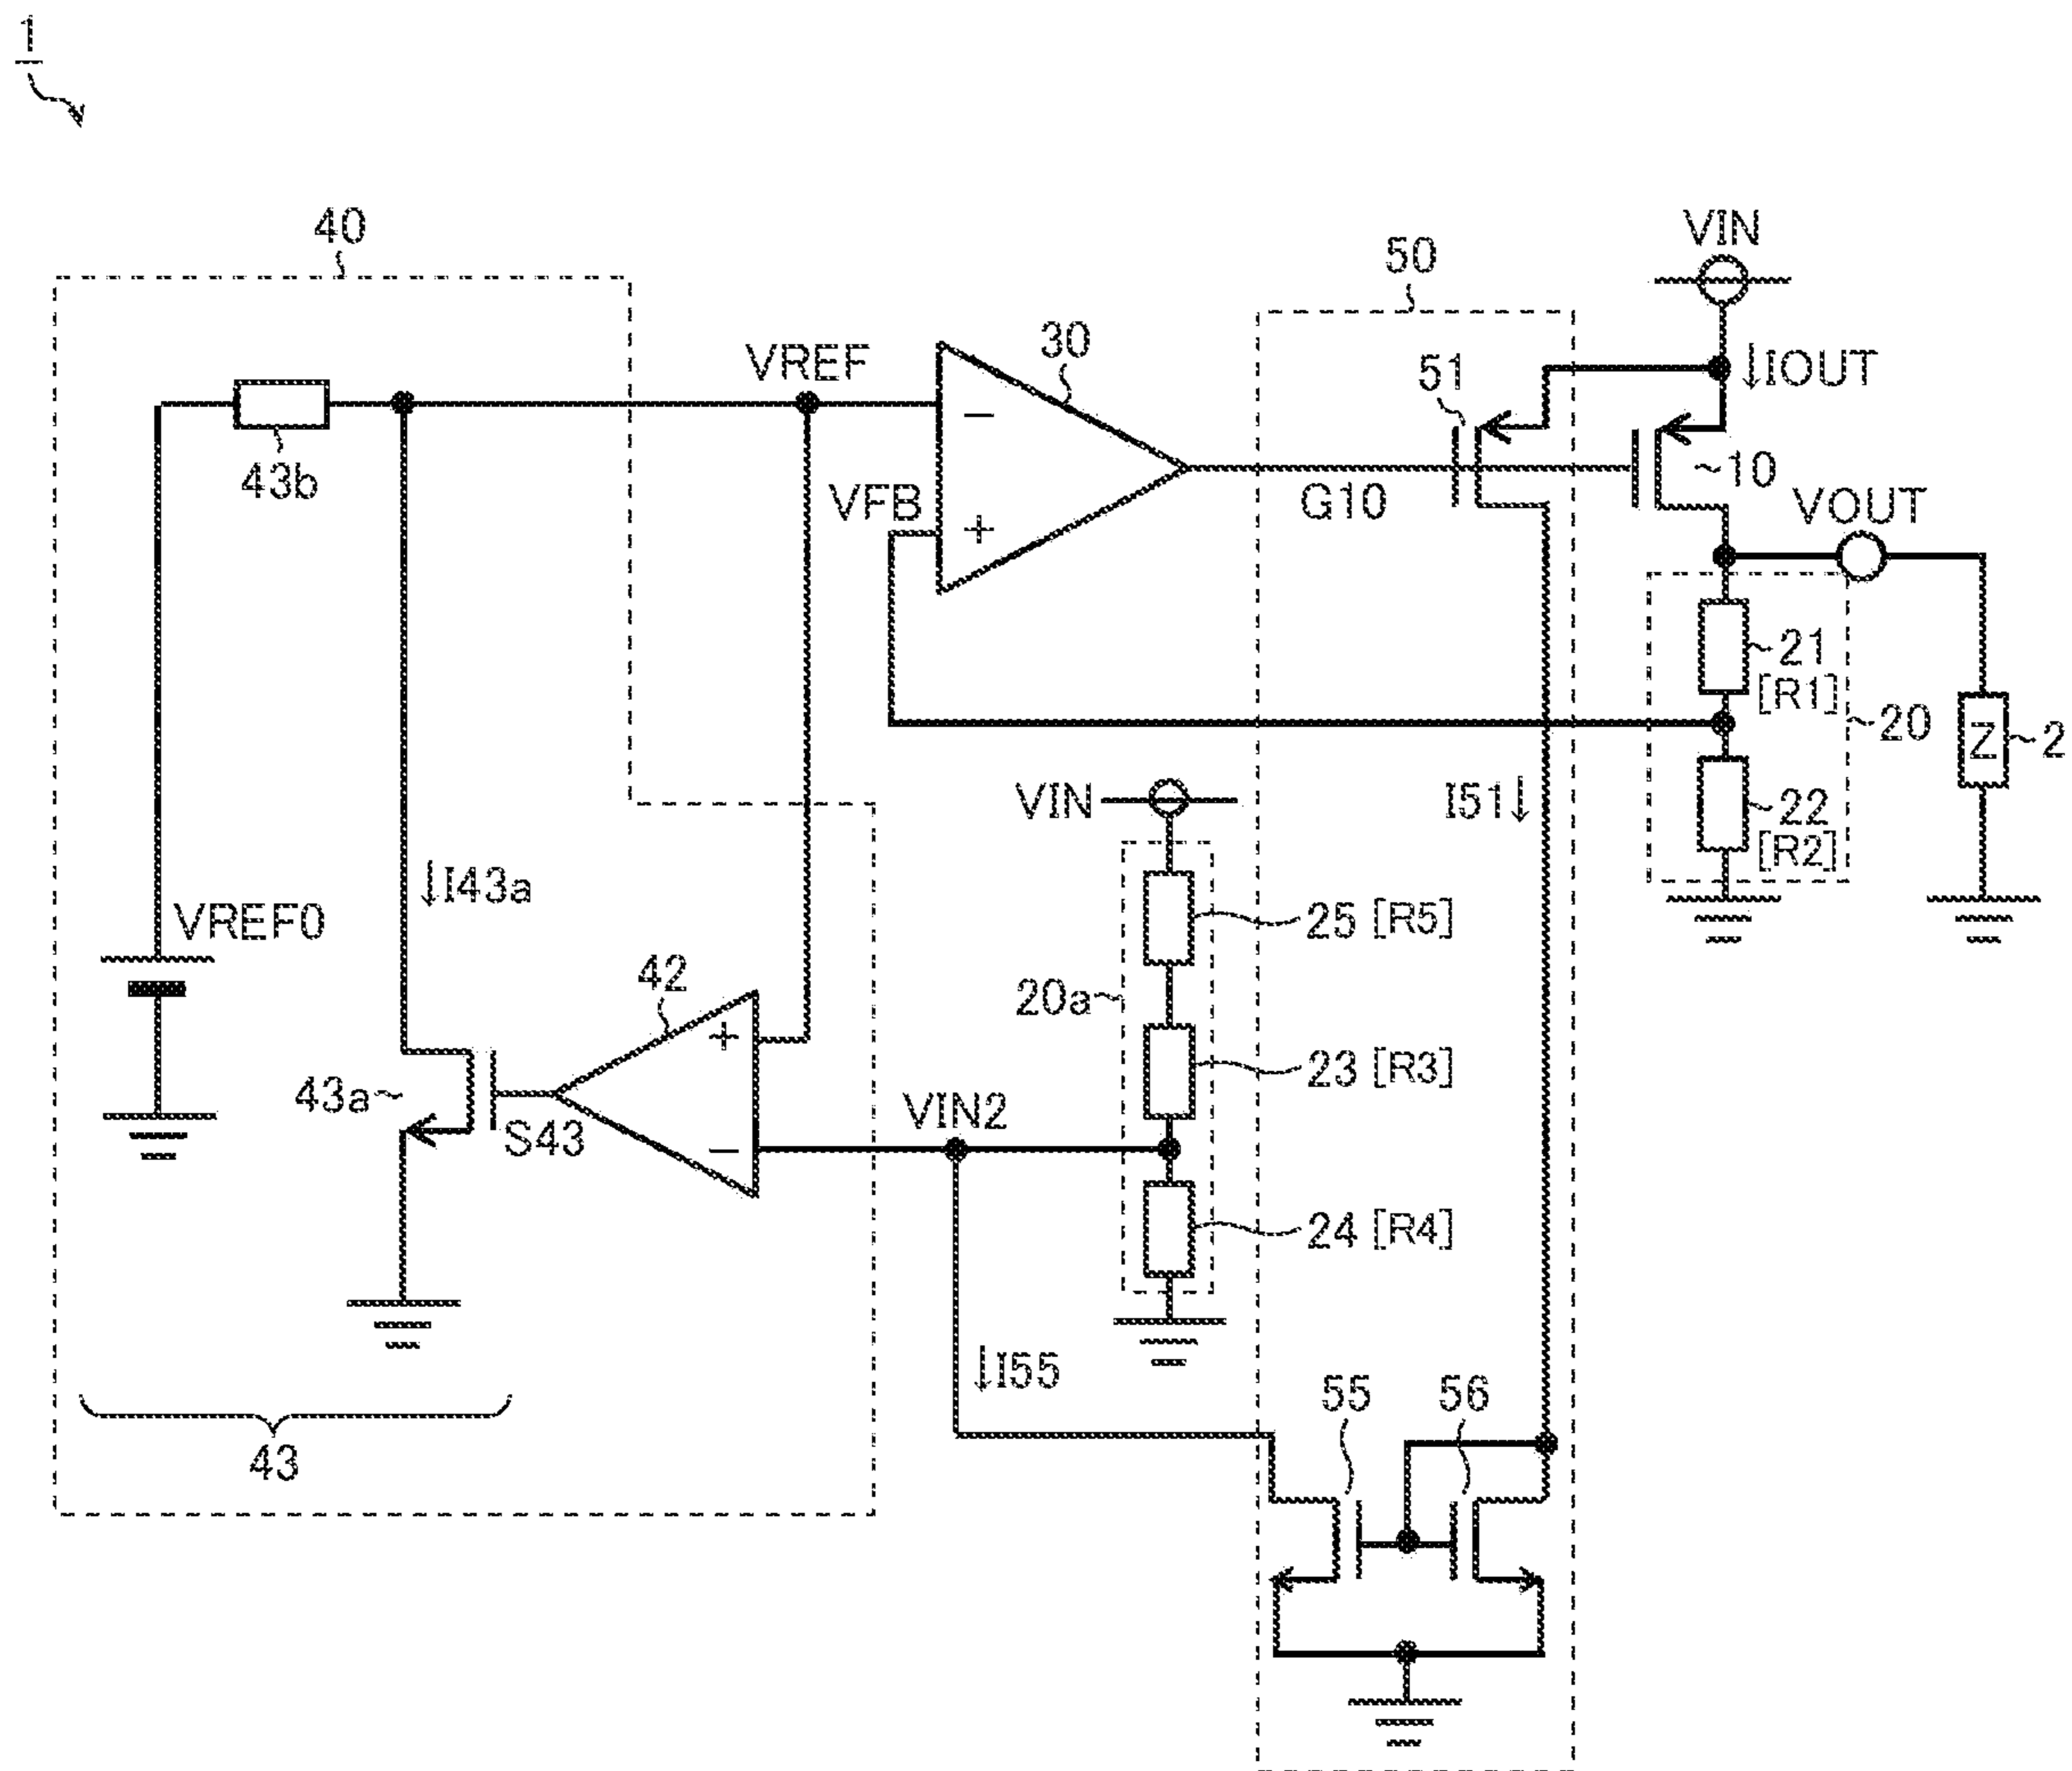 1
40
43b
VREF
30
50
VIN
51
↓IOUT
10
VFB
−
+
G10
VOUT
21
[R1]
20
Z
2
22
[R2]
VIN
I51↓
↓I43a
VREF0
25 [R5]
20a
42
+
23 [R3]
43a
S43
VIN2
−
24 [R4]
↓I55
55
56
43